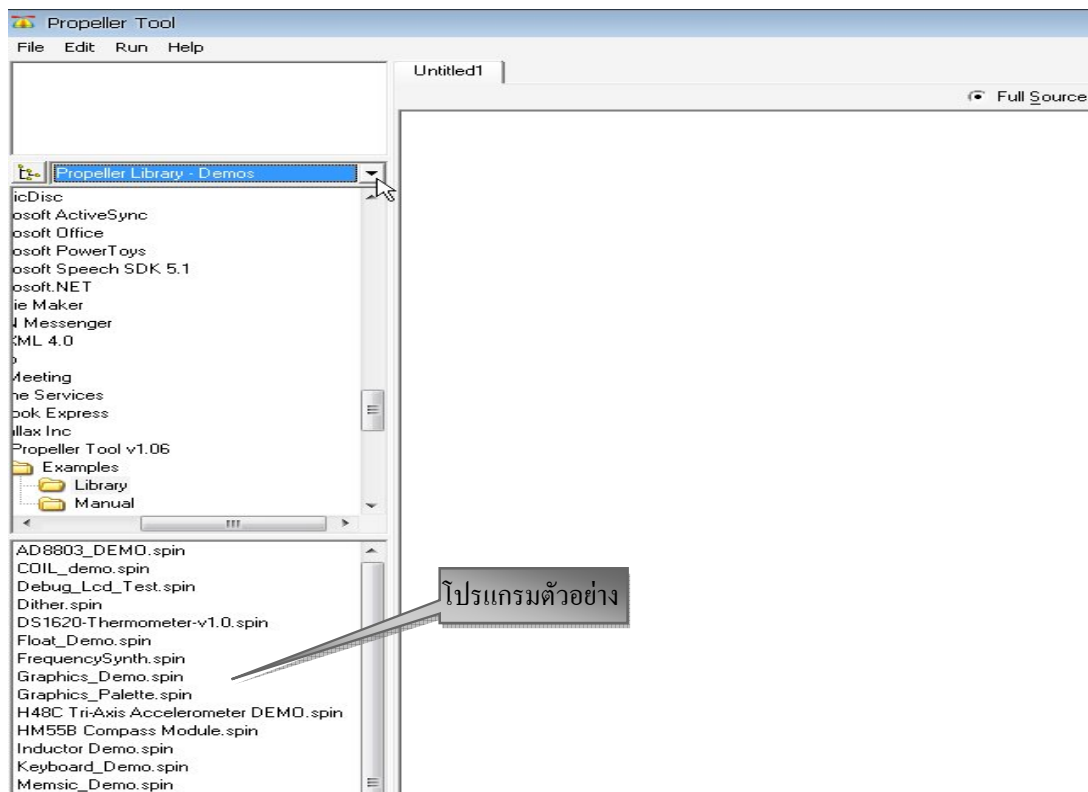 Propeller Tool
File Edit Run Help
Untitled1
Full Source
Propeller Library - Demos
icDisc
osoft ActiveSync
osoft Office
osoft PowerToys
osoft Speech SDK 5.1
osoft.NET
ie Maker
Messenger
XML 4.0
Meeting
ne Services
ook Express
llax Inc
Propeller Tool v1.06
Examples
Library
Manual
AD8803_DEMO.spin
COIL_demo.spin
Debug_Lcd_Test.spin
Dither.spin
DS1620-Thermometer-v1.0.spin
Float_Demo.spin
FrequencySynth.spin
Graphics_Demo.spin
Graphics_Palette.spin
H48C Tri-Axis Accelerometer DEMO.spin
HM55B Compass Module.spin
Inductor Demo.spin
Keyboard_Demo.spin
Memsic_Demo.spin
โปรแกรมตัวอย่าง